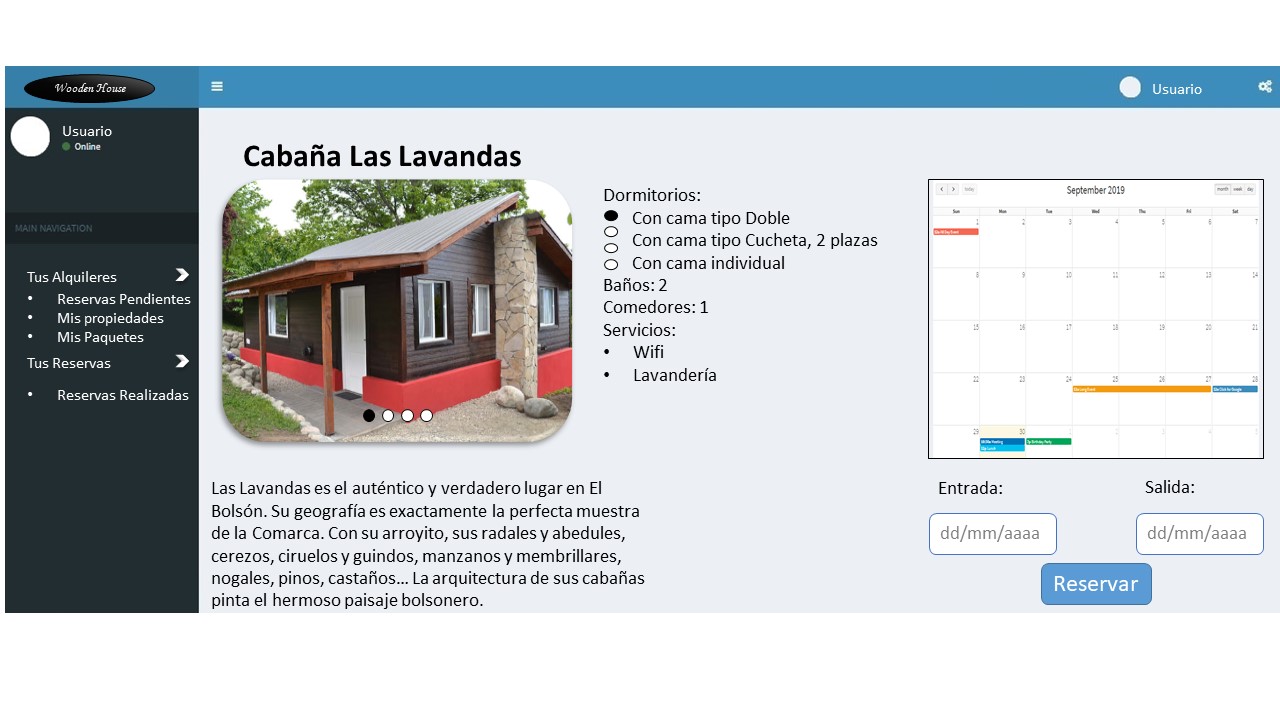 Wooden House
Usuario
Usuario
Online
MAIN NAVIGATION
Tus Alquileres
• Reservas Pendientes
• Mis propiedades
• Mis Paquetes
Tus Reservas
• Reservas Realizadas
Cabaña Las Lavandas
Dormitorios:
Con cama tipo Doble
Con cama tipo Cucheta, 2 plazas
Con cama individual
Baños: 2
Comedores: 1
Servicios:
• Wifi
• Lavandería
today
September 2019
month week day
Sun Mon Tue Wed Thu Fri Sat
1 2 3 4 5 6 7
8 9 10 11 12 13 14
15 16 17 18 19 20 21
22 23 24 25 26 27 28
29 30 1 2 3 4 5
Las Lavandas es el auténtico y verdadero lugar en El
Bolsón. Su geografía es exactamente la perfecta muestra
de la Comarca. Con su arroyito, sus radales y abedules,
cerezos, ciruelos y guindos, manzanos y membrillares,
nogales, pinos, castaños... La arquitectura de sus cabañas
pinta el hermoso paisaje bolsonero.
Entrada:
Salida:
dd/mm/aaaa
dd/mm/aaaa
Reservar